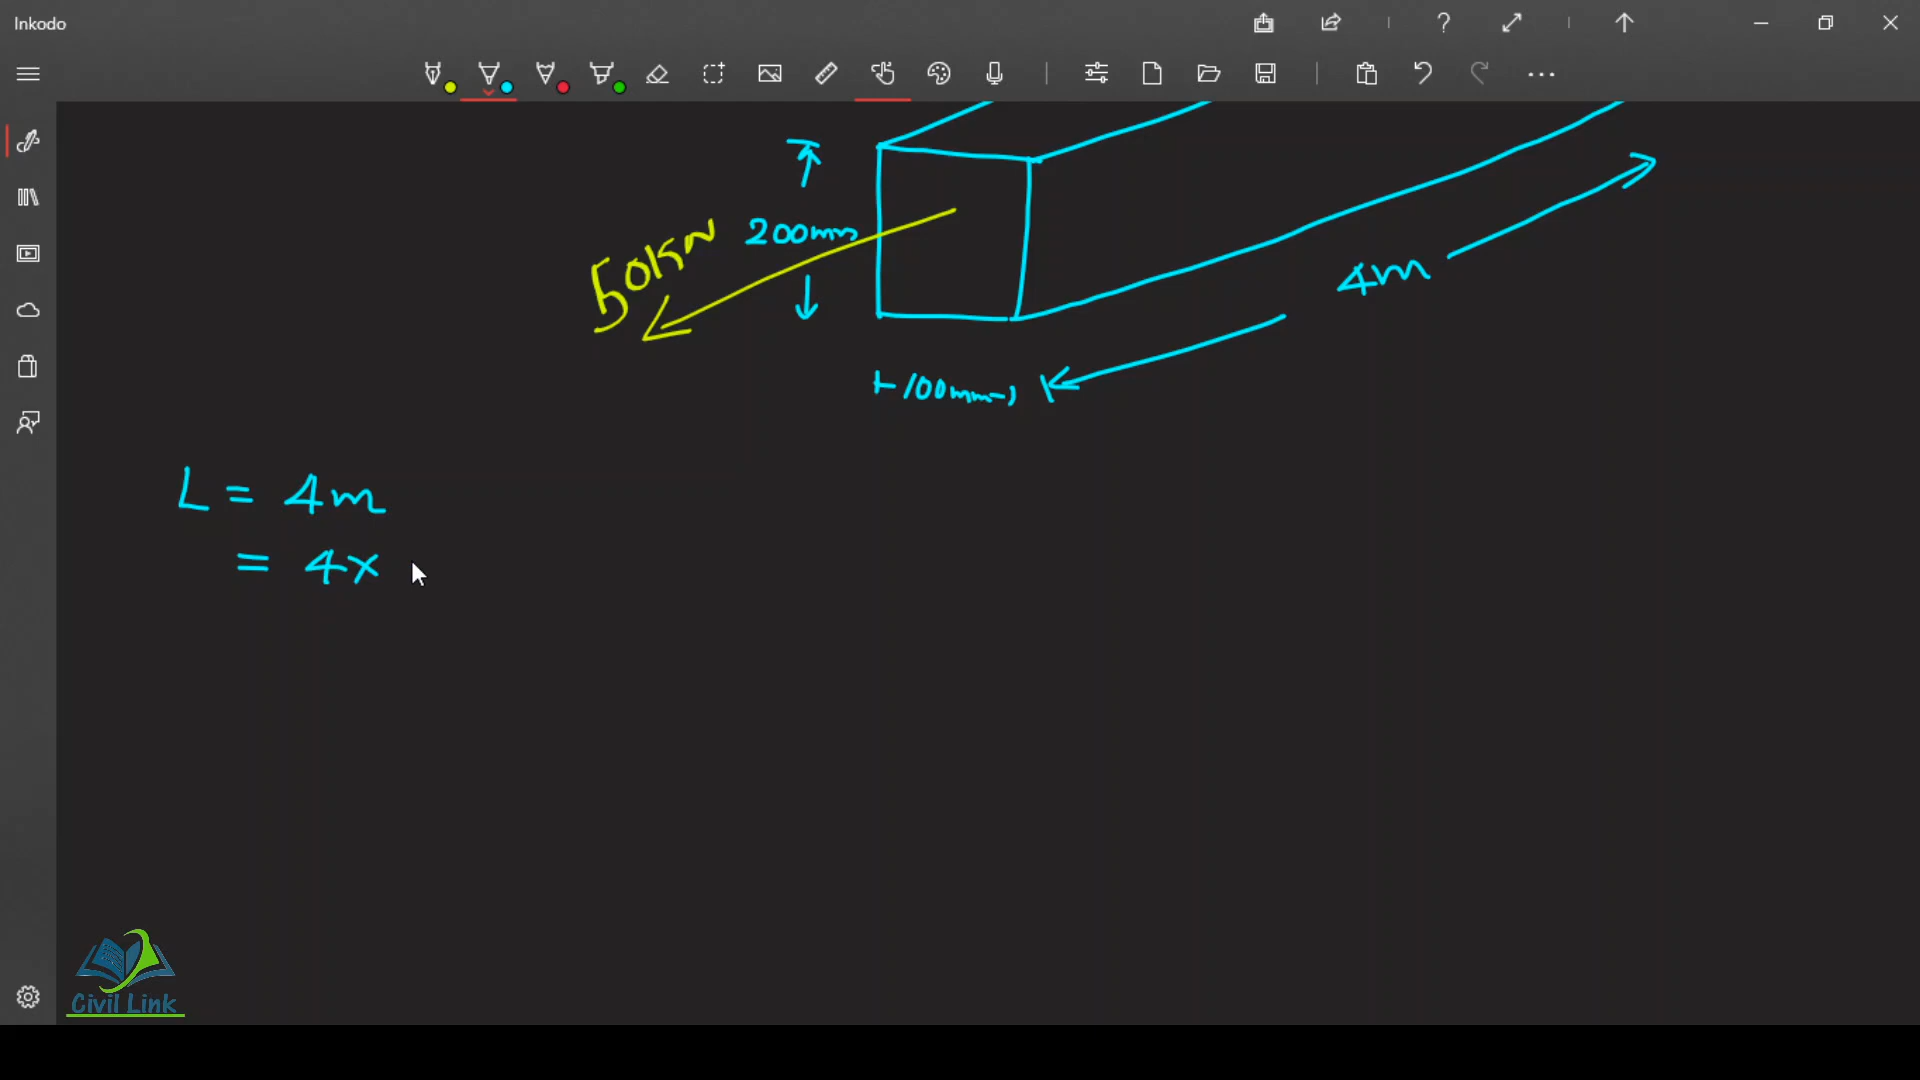 Inkodo
200mm
50KN
4m
100mm
L = 4m
= 4x
Civil Link